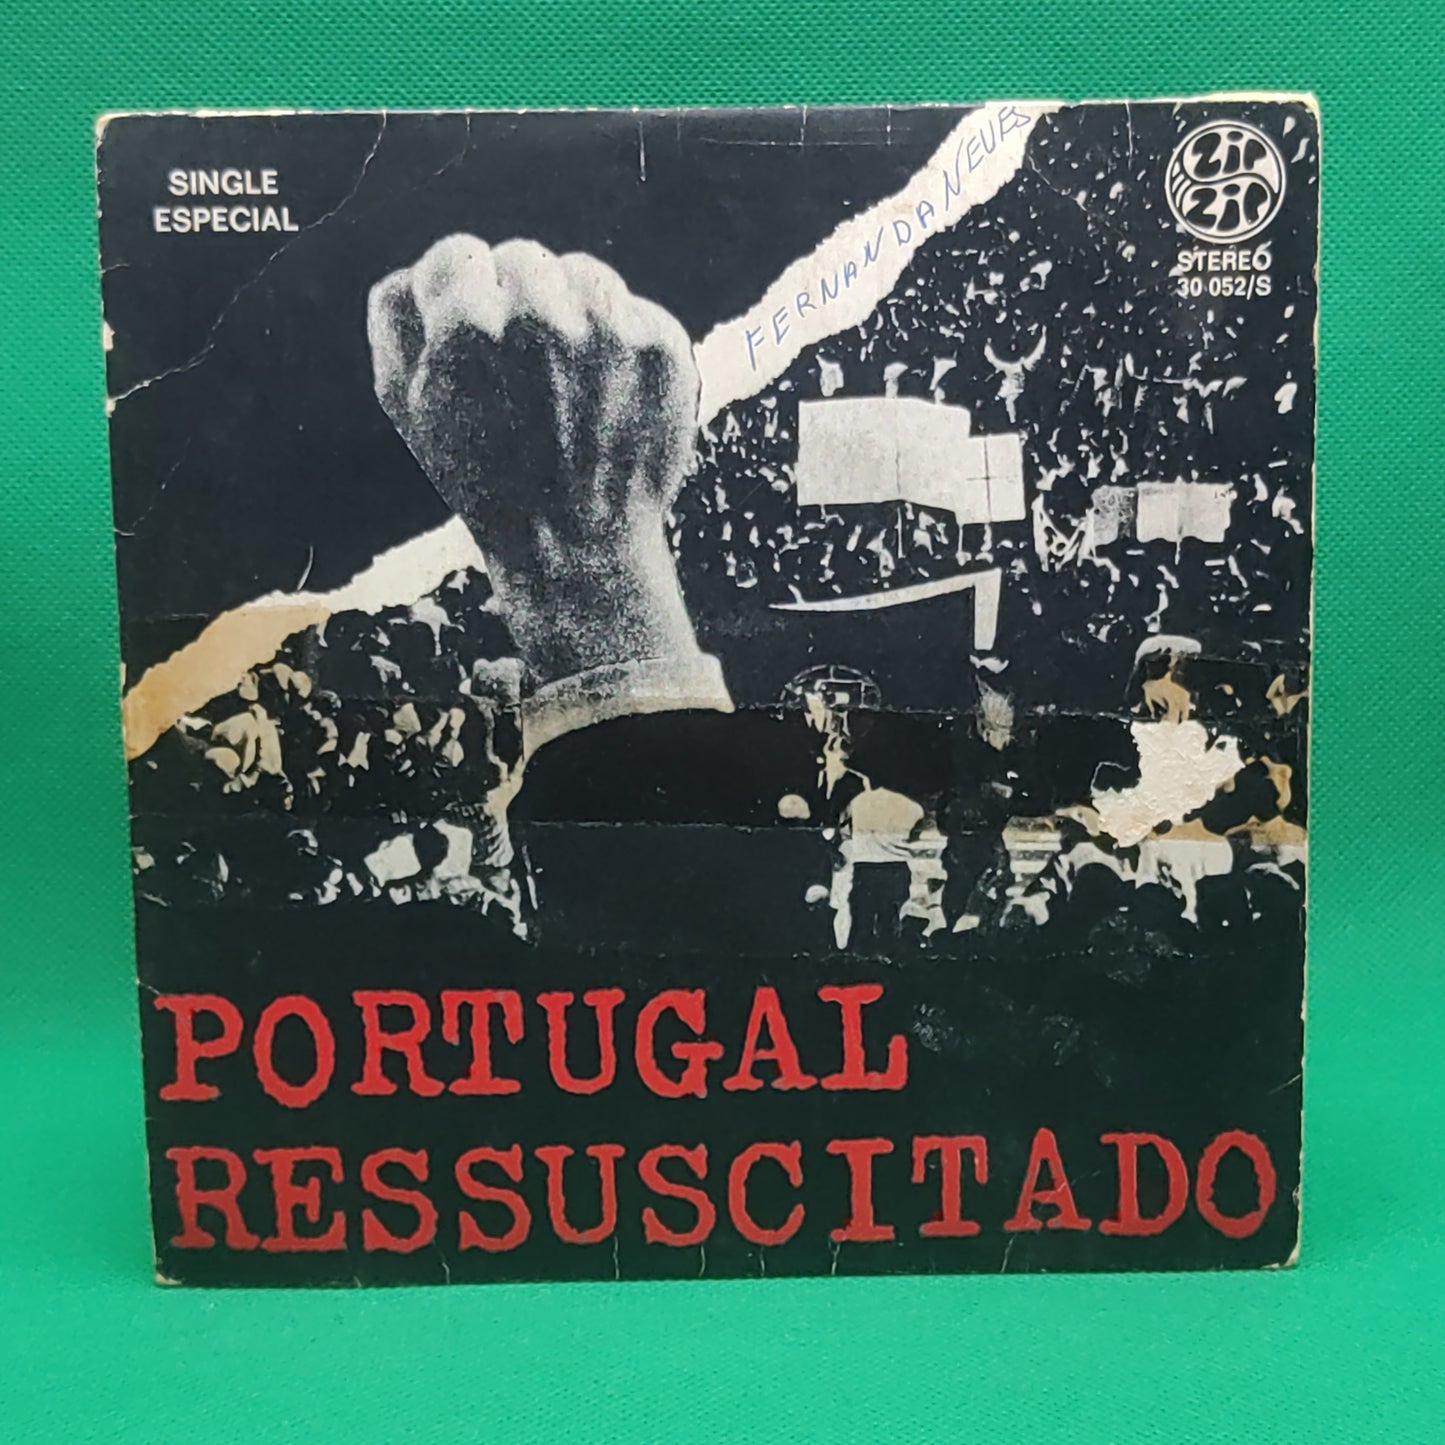 SINGLE
ESPECIAL
FERNANDA NEVES
ZIP
ZIP
STEREO
30 052/S
PORTUGAL
RESSUSCITADO